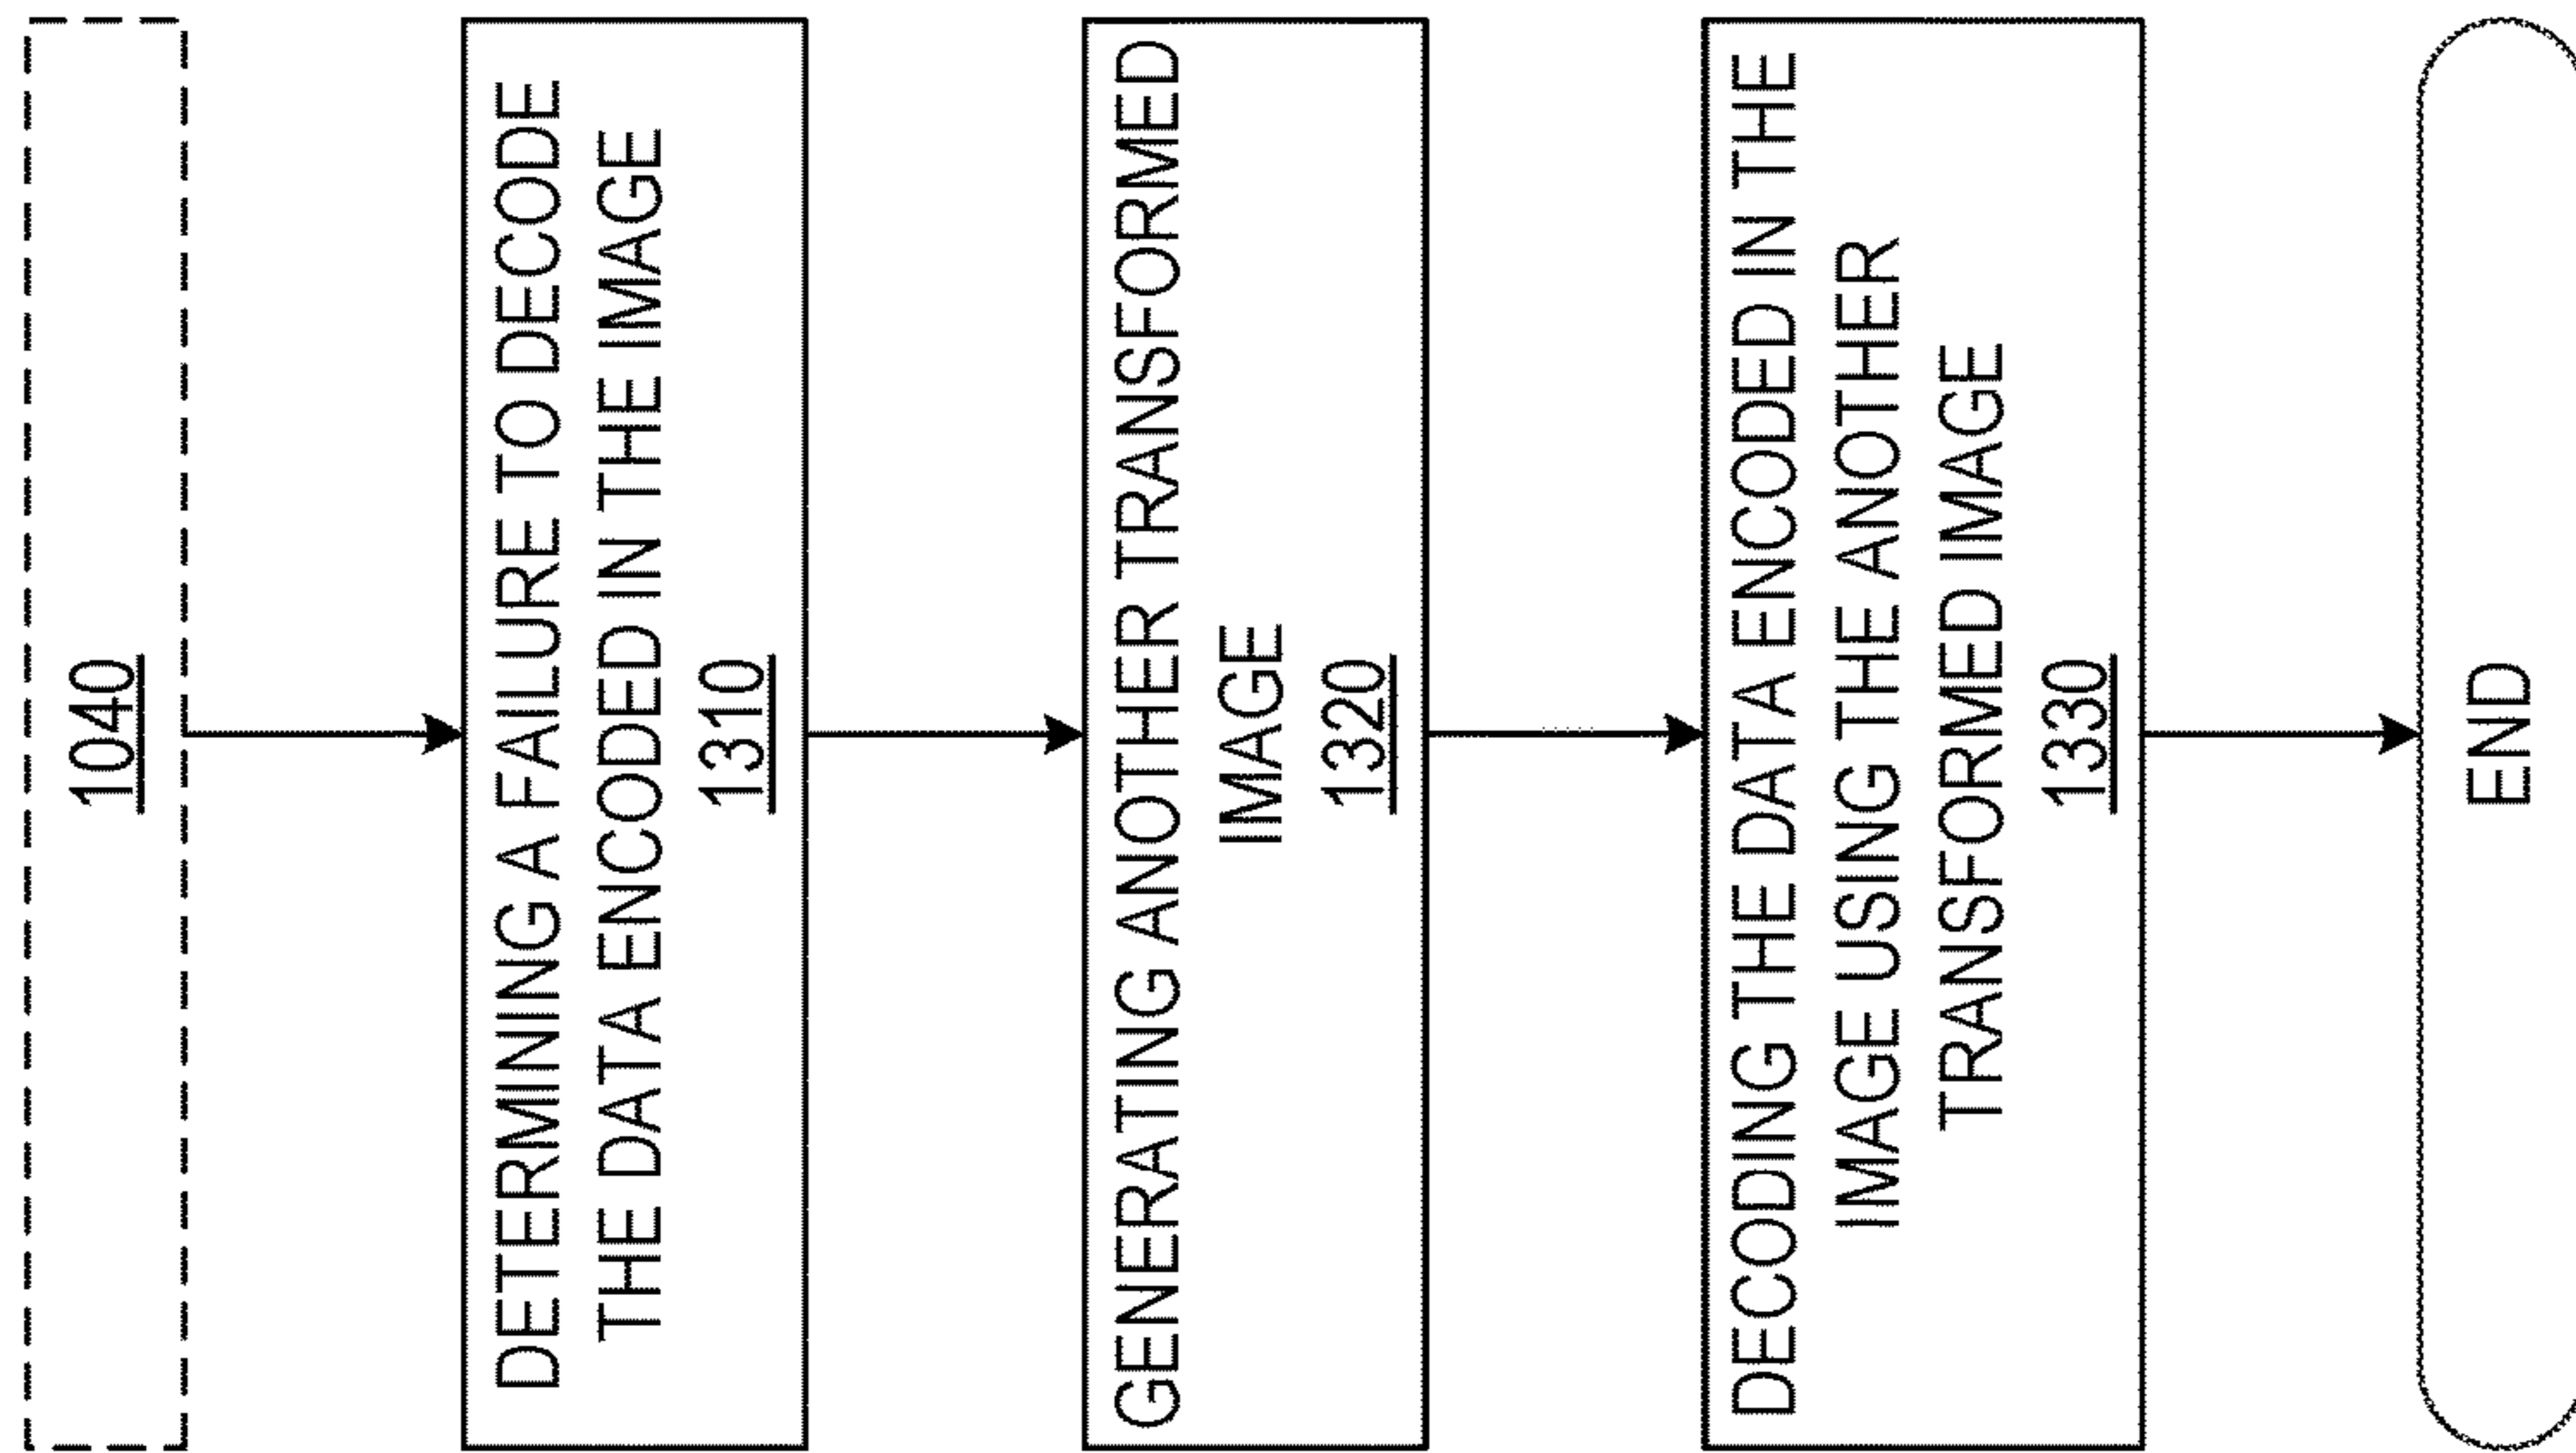 1040
DETERMINING A FAILURE TO DECODE
THE DATA ENCODED IN THE IMAGE
1310
GENERATING ANOTHER TRANSFORMED
IMAGE
1320
DECODING THE DATA ENCODED IN THE
IMAGE USING THE ANOTHER
TRANSFORMED IMAGE
1330
END